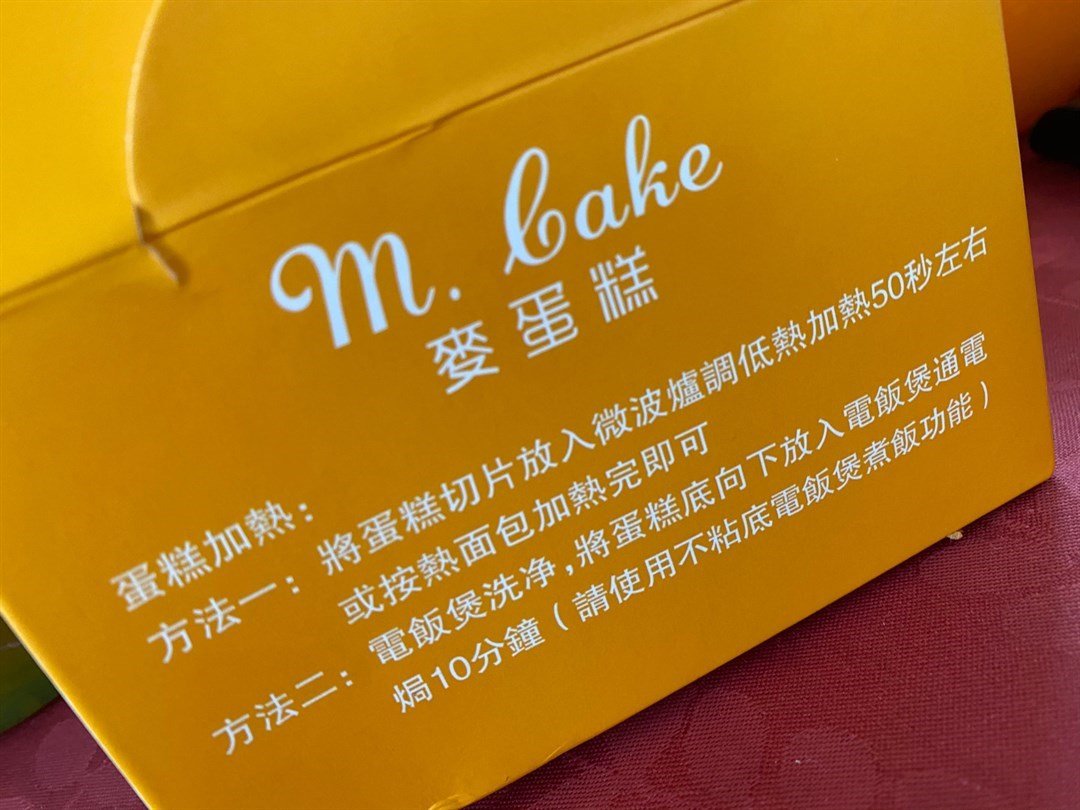 M. Cake
麥蛋糕
蛋糕加熱：
方法一：將蛋糕切片放入微波爐調低熱加熱50秒左右
或按熱面包加熱完即可
方法二：電飯煲洗净,將蛋糕底向下放入電飯煲通電
焗10分鐘（請使用不粘底電飯煲煮飯功能）